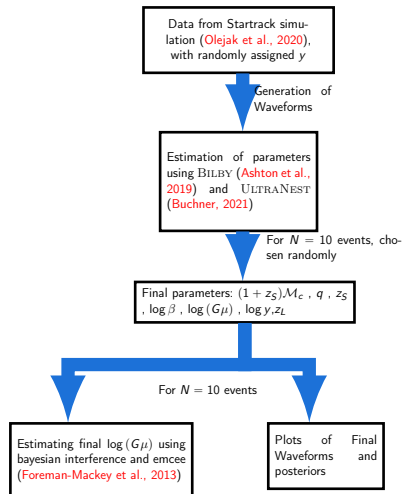 Data from Startrack simu-
lation (Olejak et al., 2020),
with randomly assigned y
Generation of
Waveforms
Estimation of parameters
using BILBY (Ashton et al.,
2019) and ULTRANEST
(Buchner, 2021)
For N = 10 events, cho-
sen randomly
Final parameters: (1 + z_S)ℳ_c , q , z_S
, log β , log (Gμ) , log y,z_L
For N = 10 events
Estimating final log (Gμ) using
bayesian interference and emcee
(Foreman-Mackey et al., 2013)
Plots of Final
Waveforms and
posteriors